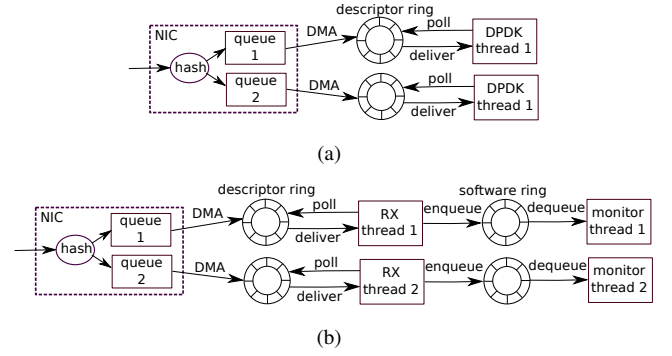 descriptor ring
NIC
queue
1
DMA
poll
deliver
DPDK
thread 1
hash
queue
2
DMA
poll
deliver
DPDK
thread 1
(a)
descriptor ring
software ring
NIC
queue
1
DMA
poll
deliver
RX
thread 1
enqueue
dequeue
monitor
thread 1
hash
queue
2
DMA
poll
deliver
RX
thread 2
enqueue
dequeue
monitor
thread 2
(b)